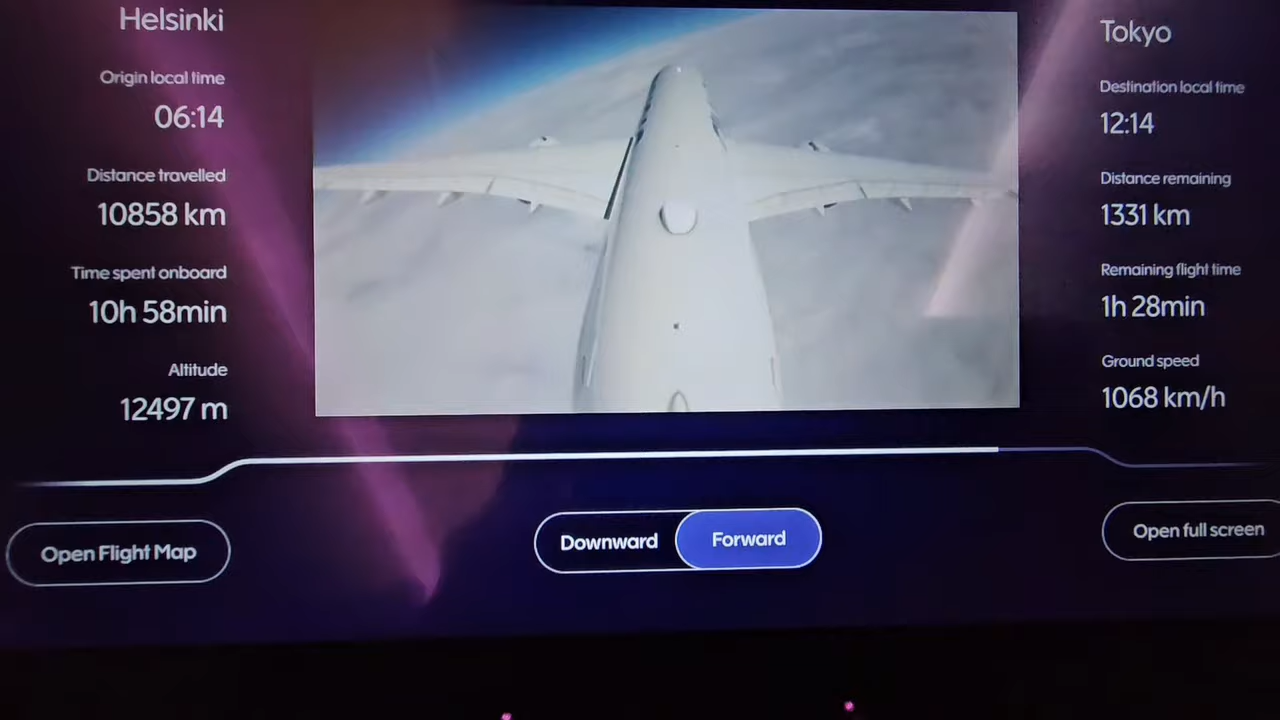 Helsinki
Origin local time
06:14
Distance travelled
10858 km
Time spent onboard
10h 58min
Altitude
12497 m
Tokyo
Destination local time
12:14
Distance remaining
1331 km
Remaining flight time
1h 28min
Ground speed
1068 km/h
Open Flight Map
Downward
Forward
Open full screen